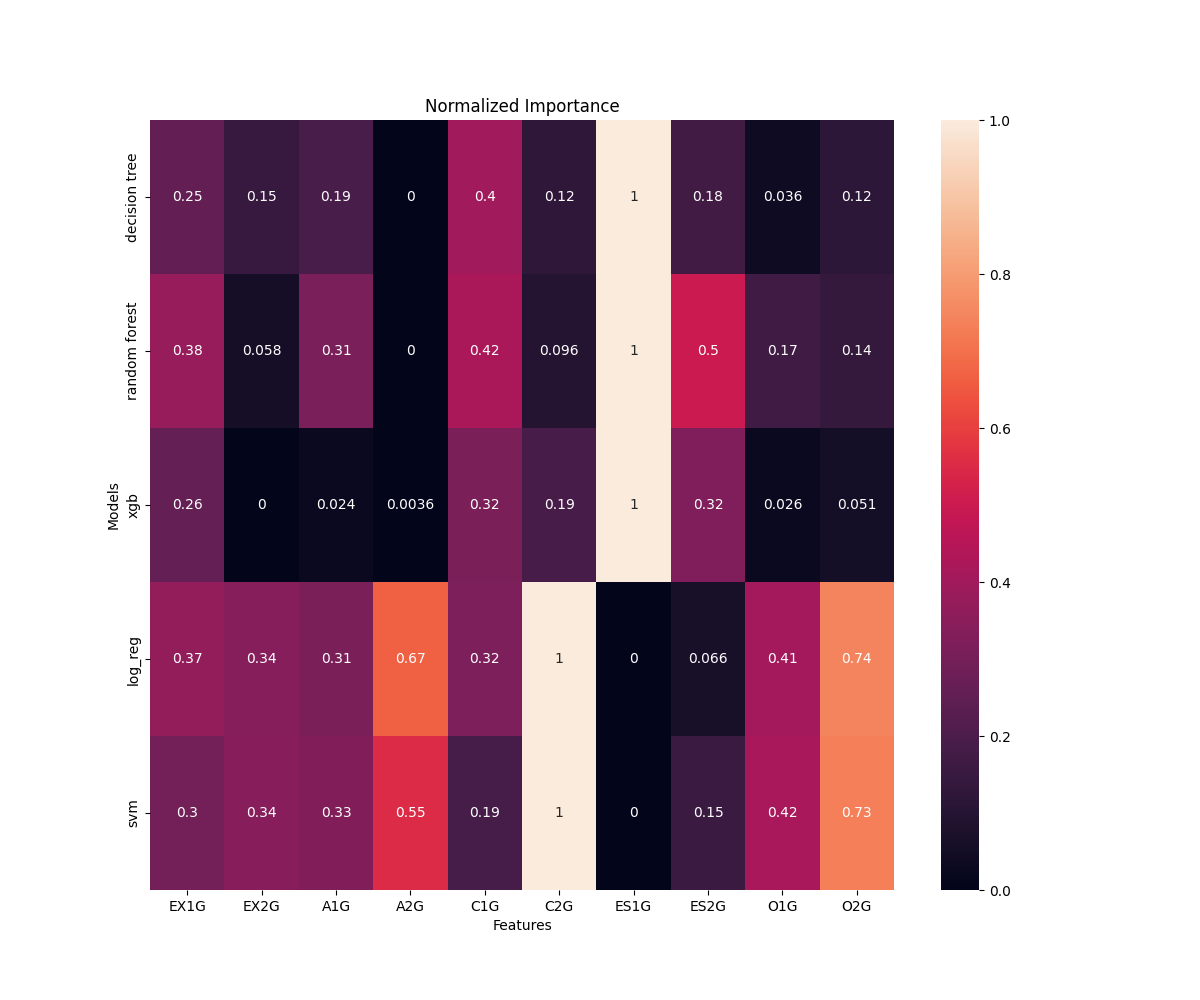 Normalized Importance
decision tree 0.25 0.15 0.19 0 0.4 0.12 1 0.18 0.036 0.12
random forest 0.38 0.058 0.31 0 0.42 0.096 1 0.5 0.17 0.14
xgb 0.26 0 0.024 0.0036 0.32 0.19 1 0.32 0.026 0.051
log_reg 0.37 0.34 0.31 0.67 0.32 1 0 0.066 0.41 0.74
svm 0.3 0.34 0.33 0.55 0.19 1 0 0.15 0.42 0.73
Models
EX1G EX2G A1G A2G C1G C2G ES1G ES2G O1G O2G
Features
1.0
0.8
0.6
0.4
0.2
0.0